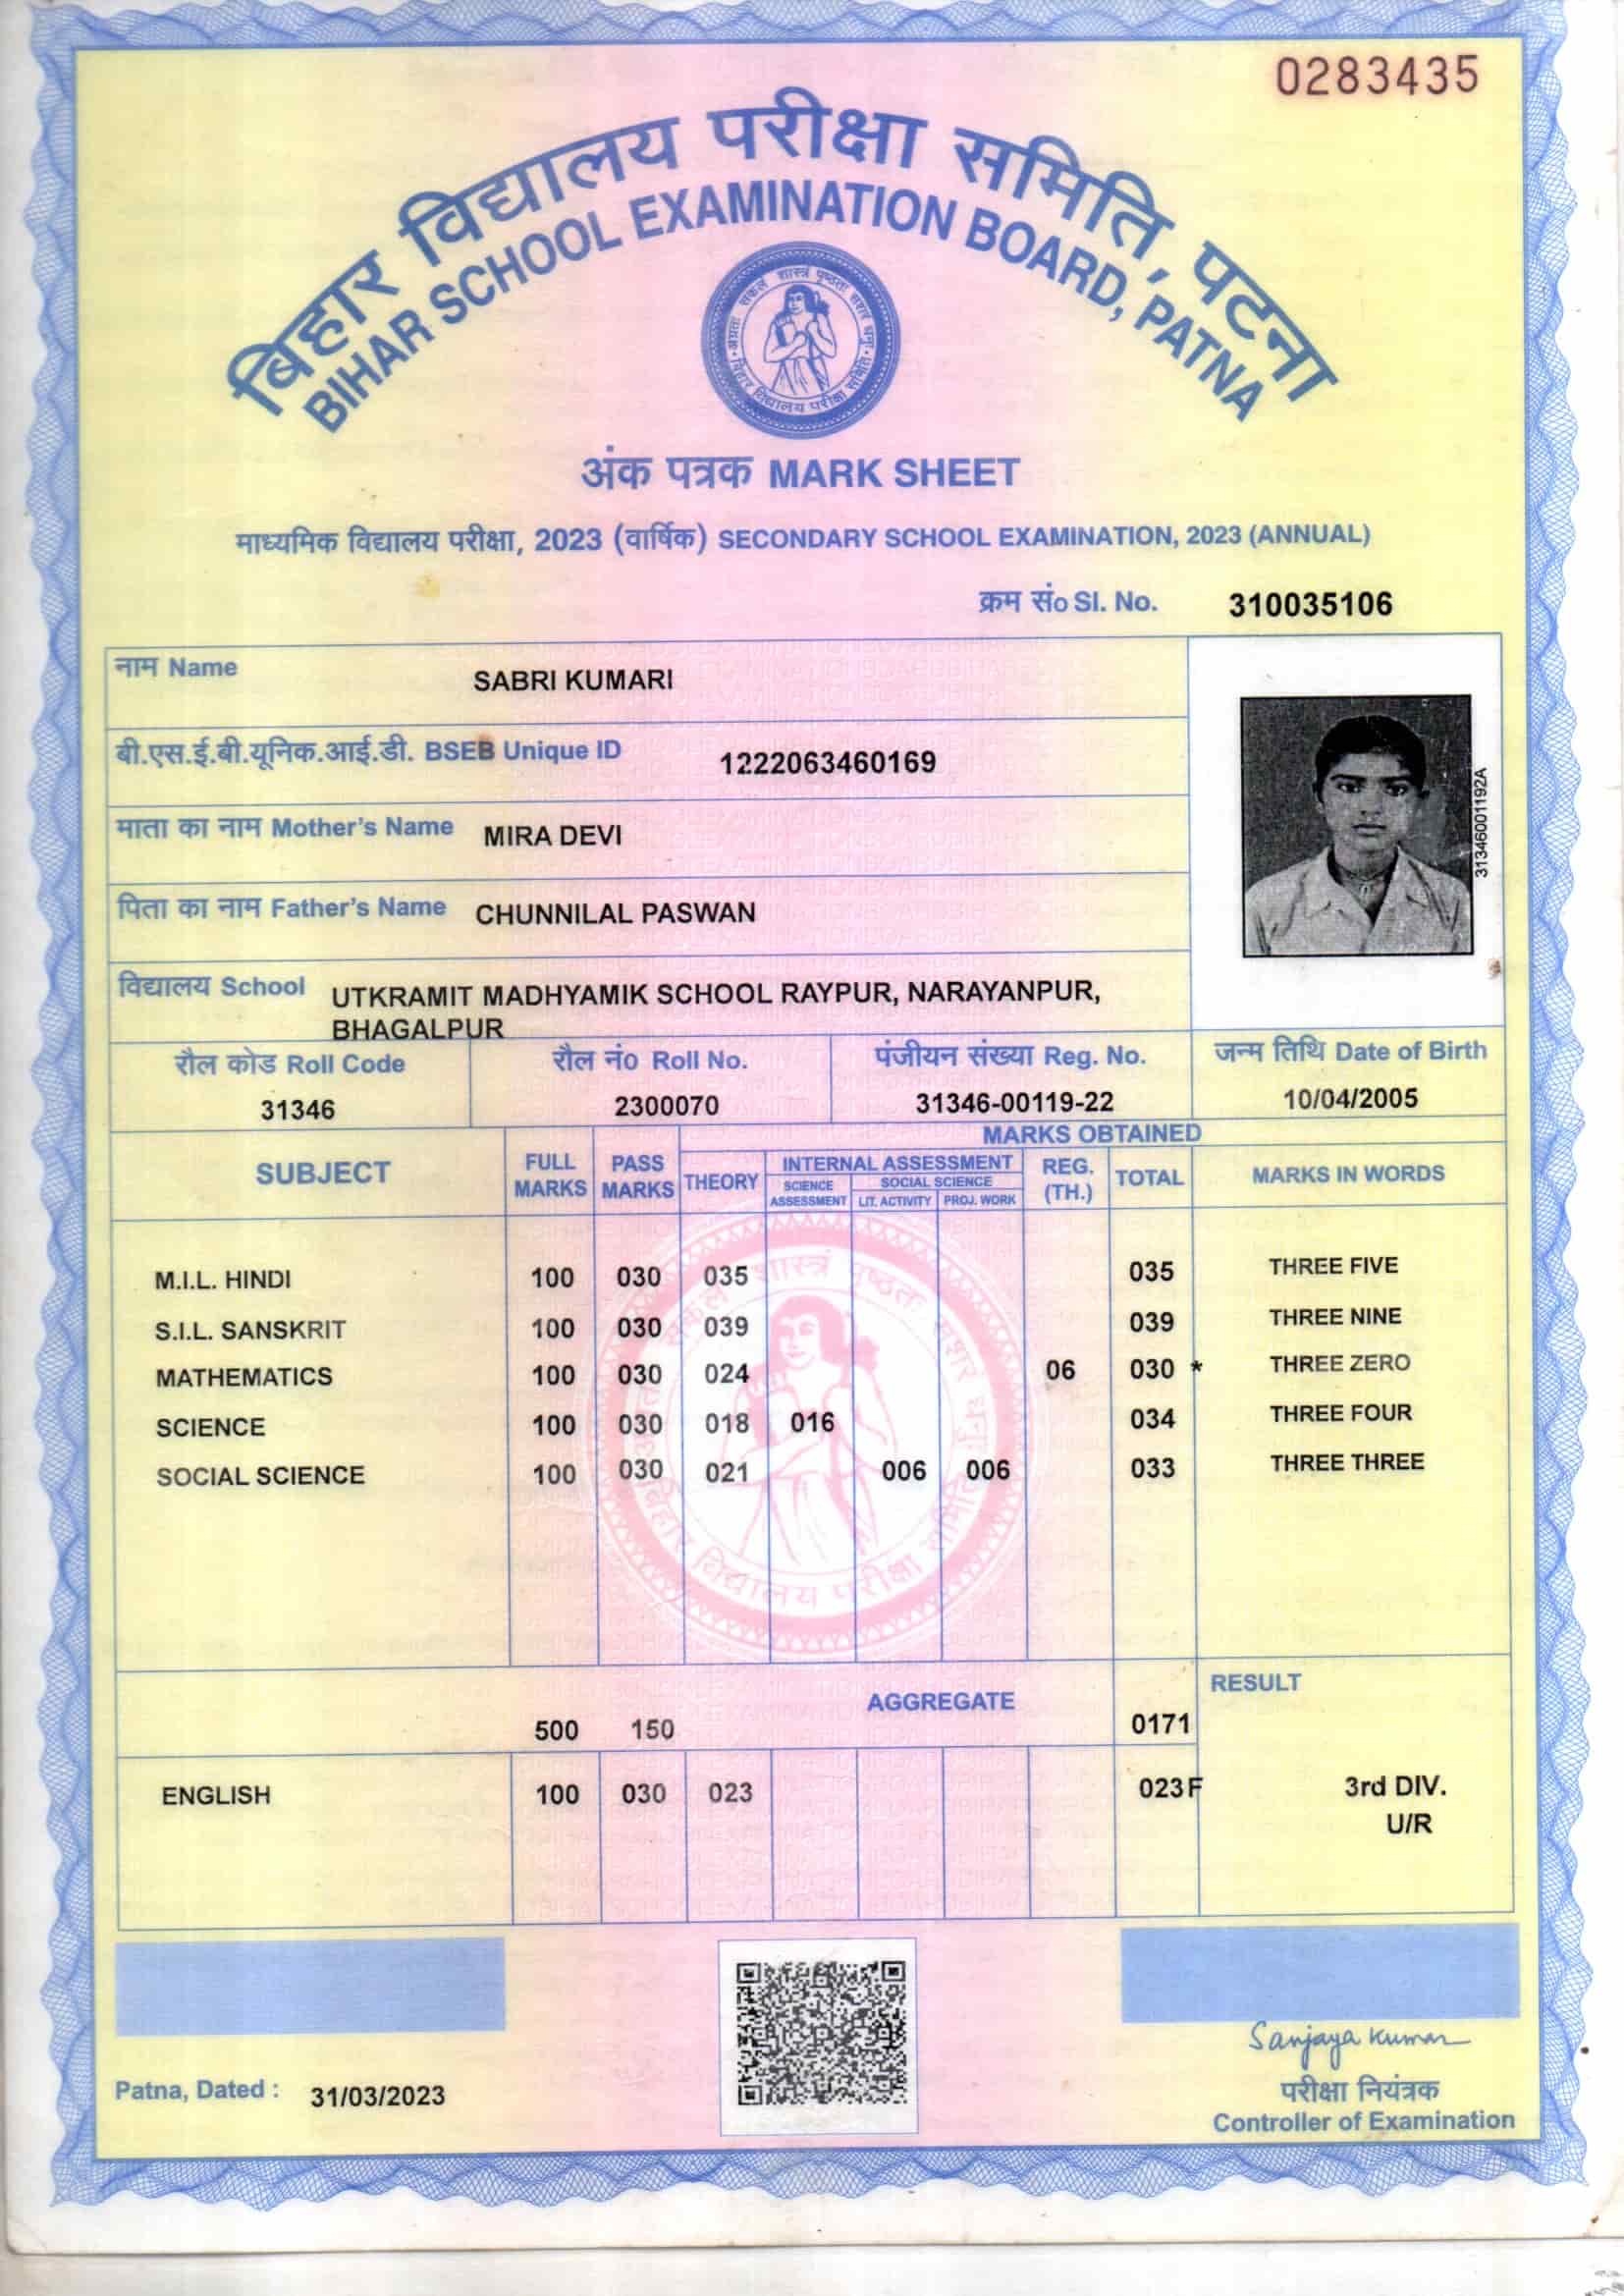 0283435
बिहार विद्यालय परीक्षा समिति, पटना
BIHAR SCHOOL EXAMINATION BOARD, PATNA
अंक पत्रक MARK SHEET
माध्यमिक विद्यालय परीक्षा, 2023 (वार्षिक) SECONDARY SCHOOL EXAMINATION, 2023 (ANNUAL)
क्रम सं० Sl. No. 310035106
नाम Name SABRI KUMARI
बी.एस.ई.बी.यूनिक.आई.डी. BSEB Unique ID 1222063460169
माता का नाम Mother's Name MIRA DEVI
पिता का नाम Father's Name CHUNNILAL PASWAN
31346001192A
विद्यालय School UTKRAMIT MADHYAMIK SCHOOL RAYPUR, NARAYANPUR,
BHAGALPUR
रौल कोड Roll Code रौल नं० Roll No. पंजीयन संख्या Reg. No. जन्म तिथि Date of Birth
31346 2300070 31346-00119-22 10/04/2005
MARKS OBTAINED
SUBJECT FULL MARKS PASS MARKS THEORY INTERNAL ASSESSMENT REG. (TH.) TOTAL MARKS IN WORDS
SCIENCE ASSESSMENT SOCIAL SCIENCE
LIT. ACTIVITY PROJ. WORK
M.I.L. HINDI 100 030 035 035 THREE FIVE
S.I.L. SANSKRIT 100 030 039 039 THREE NINE
MATHEMATICS 100 030 024 06 030 * THREE ZERO
SCIENCE 100 030 018 016 034 THREE FOUR
SOCIAL SCIENCE 100 030 021 006 006 033 THREE THREE
AGGREGATE RESULT
500 150 0171
ENGLISH 100 030 023 023F 3rd DIV.
U/R
Sanjaya Kumar
Patna, Dated : 31/03/2023
परीक्षा नियंत्रक
Controller of Examination